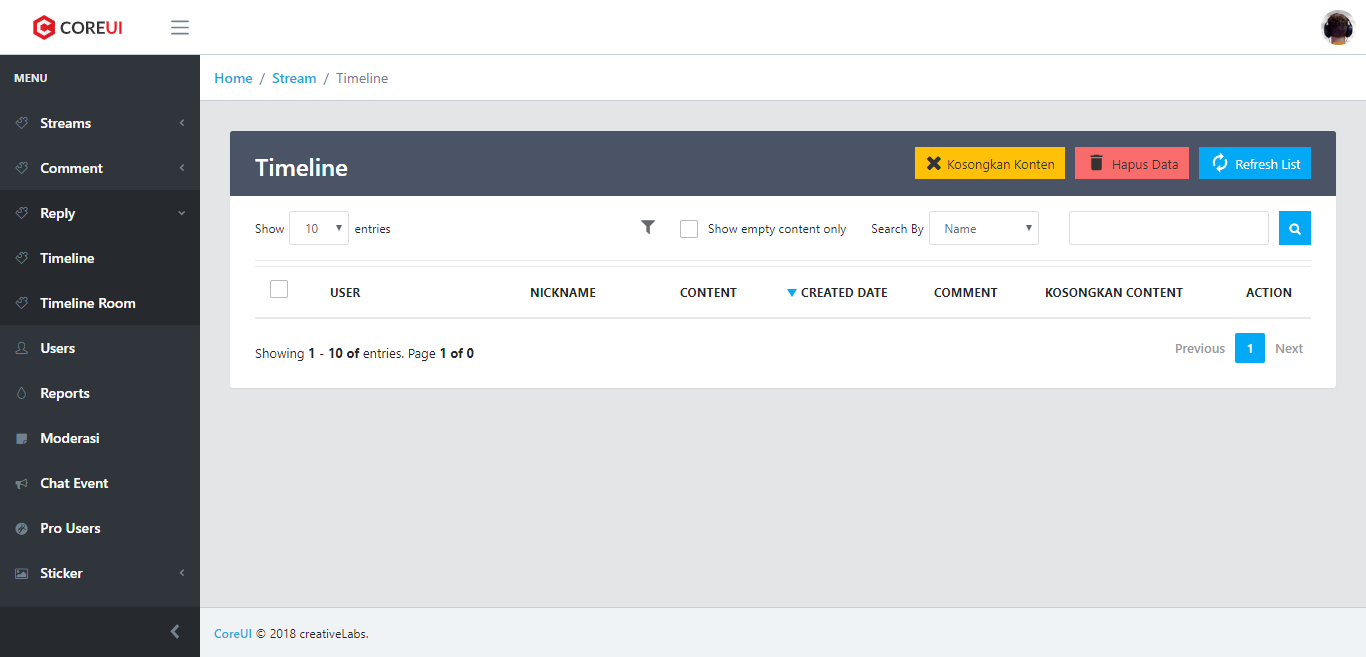 COREUI
MENU
Streams
Comment
Reply
Timeline
Timeline Room
Users
Reports
Moderasi
Chat Event
Pro Users
Sticker
Home / Stream / Timeline
Timeline
Kosongkan Konten
Hapus Data
Refresh List
Show 10 entries
Show empty content only
Search By Name
USER NICKNAME CONTENT CREATED DATE COMMENT KOSONGKAN CONTENT ACTION
Showing 1 - 10 of entries. Page 1 of 0
Previous 1 Next
CoreUI © 2018 creativeLabs.